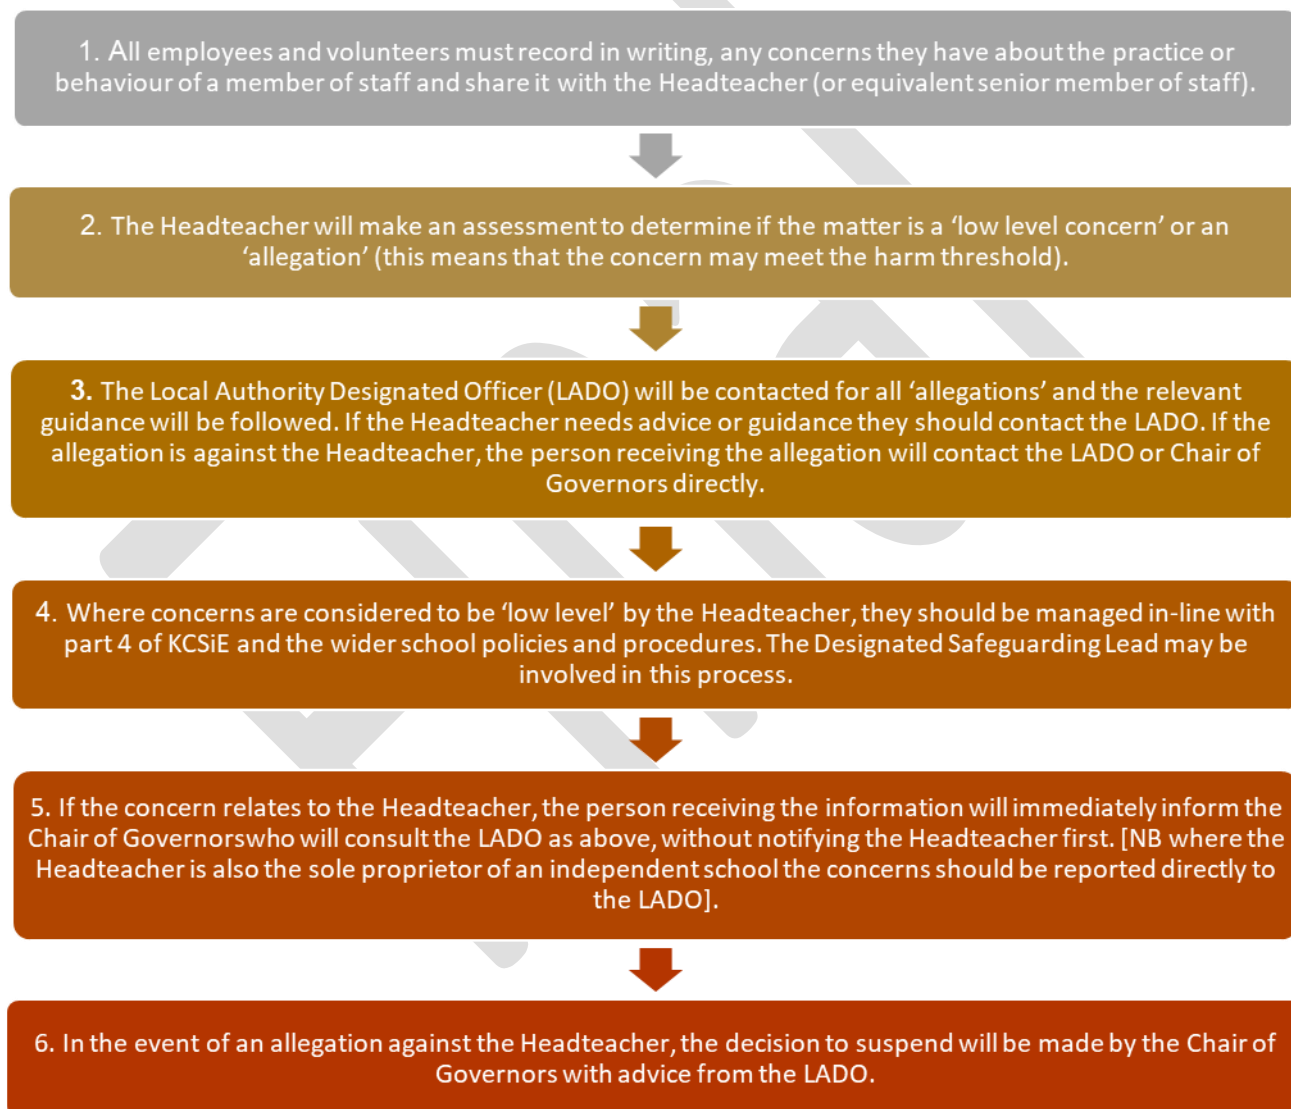 1. All employees and volunteers must record in writing, any concerns they have about the practice or
behaviour of a member of staff and share it with the Headteacher (or equivalent senior member of staff).
2. The Headteacher will make an assessment to determine if the matter is a ‘low level concern’ or an
‘allegation’ (this means that the concern may meet the harm threshold).
3. The Local Authority Designated Officer (LADO) will be contacted for all ‘allegations’ and the relevant
guidance will be followed. If the Headteacher needs advice or guidance they should contact the LADO. If the
allegation is against the Headteacher, the person receiving the allegation will contact the LADO or Chair of
Governors directly.
4. Where concerns are considered to be ‘low level’ by the Headteacher, they should be managed in-line with
part 4 of KCSiE and the wider school policies and procedures. The Designated Safeguarding Lead may be
involved in this process.
5. If the concern relates to the Headteacher, the person receiving the information will immediately inform the
Chair of Governorswho will consult the LADO as above, without notifying the Headteacher first. [NB where the
Headteacher is also the sole proprietor of an independent school the concerns should be reported directly to
the LADO].
6. In the event of an allegation against the Headteacher, the decision to suspend will be made by the Chair of
Governors with advice from the LADO.